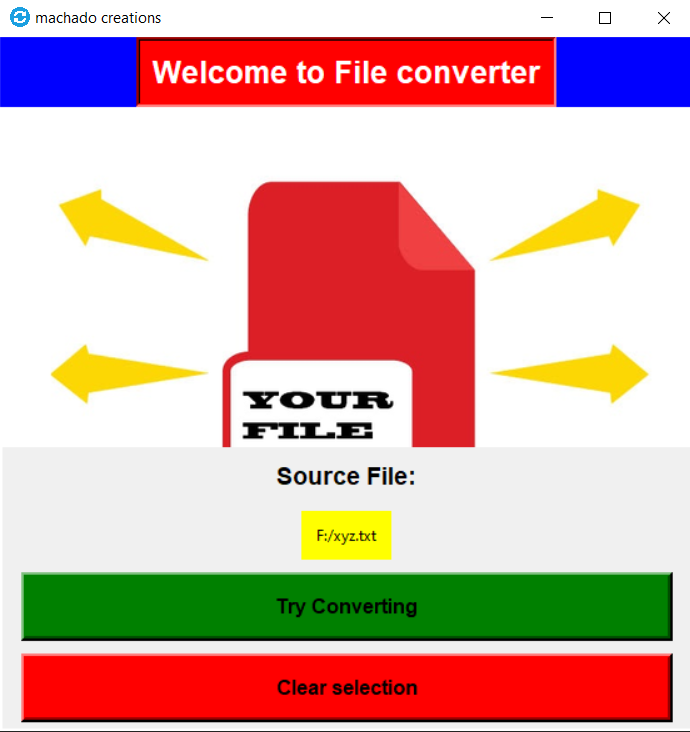 machado creations
Welcome to File converter
YOUR
FILE
Source File:
F:/xyz.txt
Try Converting
Clear selection